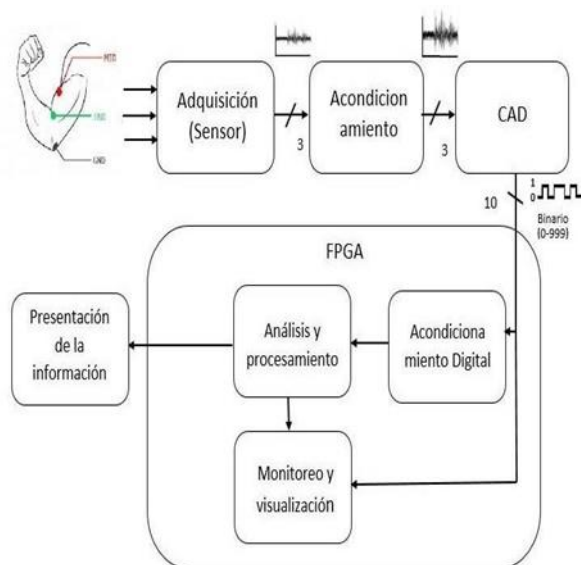 MID
END
GND
Adquisición
(Sensor)
3
Acondicion
amiento
3
CAD
10
1
0
Binario
(0-999)
FPGA
Presentación
de la
información
Análisis y
procesamiento
Acondiciona
miento Digital
Monitoreo y
visualización